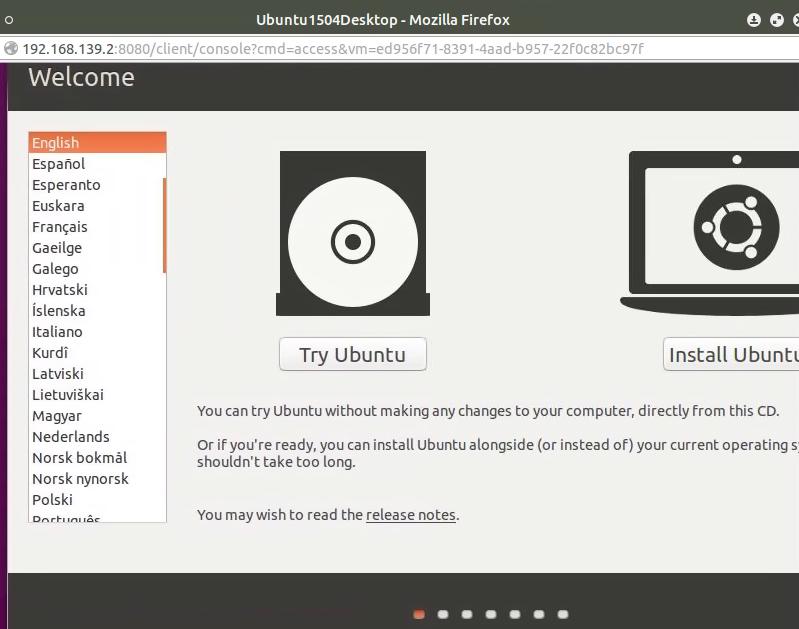 Ubuntu1504Desktop - Mozilla Firefox
192.168.139.2:8080/client/console?cmd=access&vm=ed956f71-8391-4aad-b957-22f0c82bc97f
Welcome
English
Español
Esperanto
Euskara
Français
Gaeilge
Galego
Hrvatski
Íslenska
Italiano
Kurdî
Latviski
Lietuviškai
Magyar
Nederlands
Norsk bokmål
Norsk nynorsk
Polski
Português
Try Ubuntu
Install Ubuntu
You can try Ubuntu without making any changes to your computer, directly from this CD.
Or if you're ready, you can install Ubuntu alongside (or instead of) your current operating
shouldn't take too long.
You may wish to read the release notes.